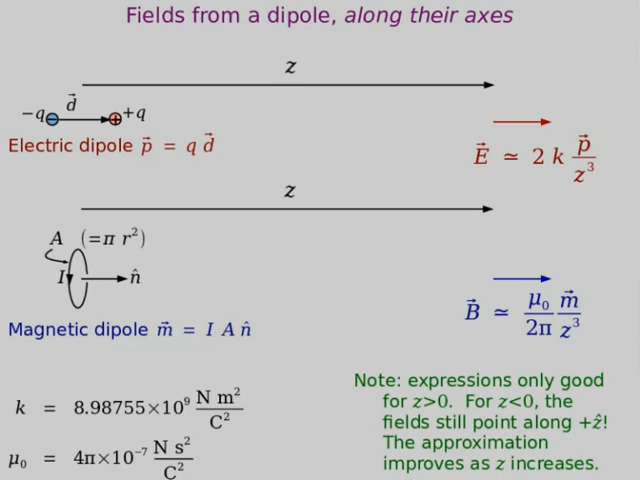 Fields from a dipole, along their axes
z
−q d⃗ +q
Electric dipole p⃗ = q d⃗
E⃗ ≃ 2 k p⃗/z³
z
A (=π r²)
I n̂
Magnetic dipole m⃗ = I A n̂
B⃗ ≃ μ₀/2π m⃗/z³
k = 8.98755×10⁹ N m²/C²
μ₀ = 4π×10⁻⁷ N s²/C²
Note: expressions only good
for z>0. For z<0, the
fields still point along +ẑ!
The approximation
improves as z increases.